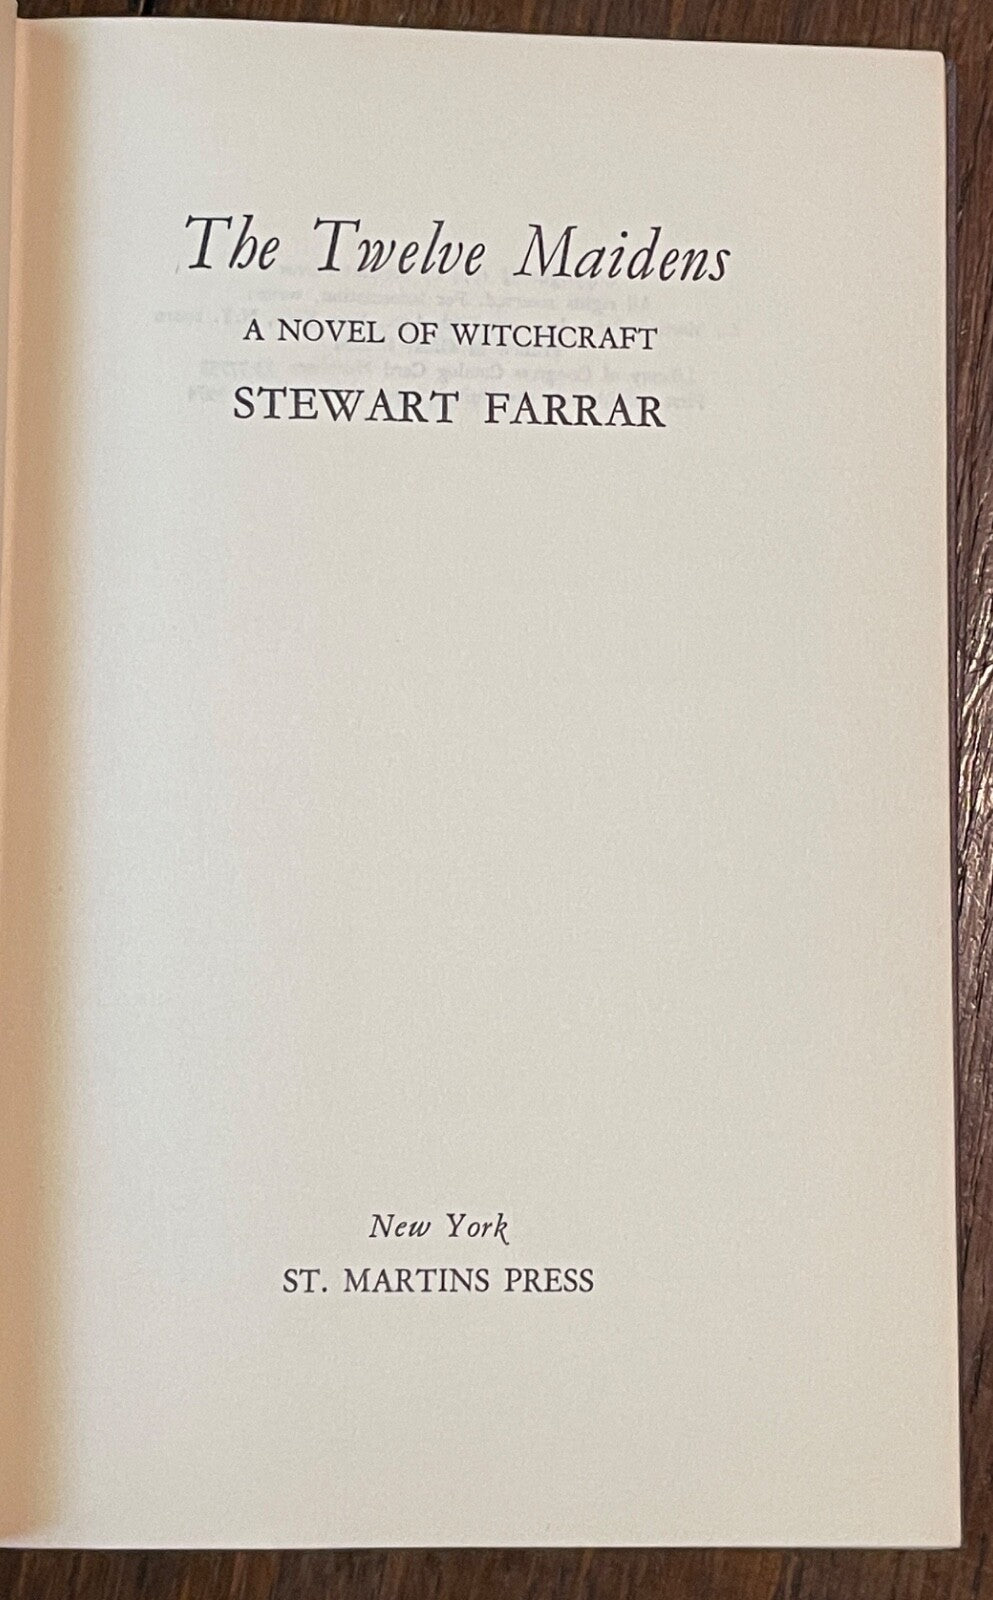 The Twelve Maidens
A NOVEL OF WITCHCRAFT
STEWART FARRAR
New York
ST. MARTINS PRESS